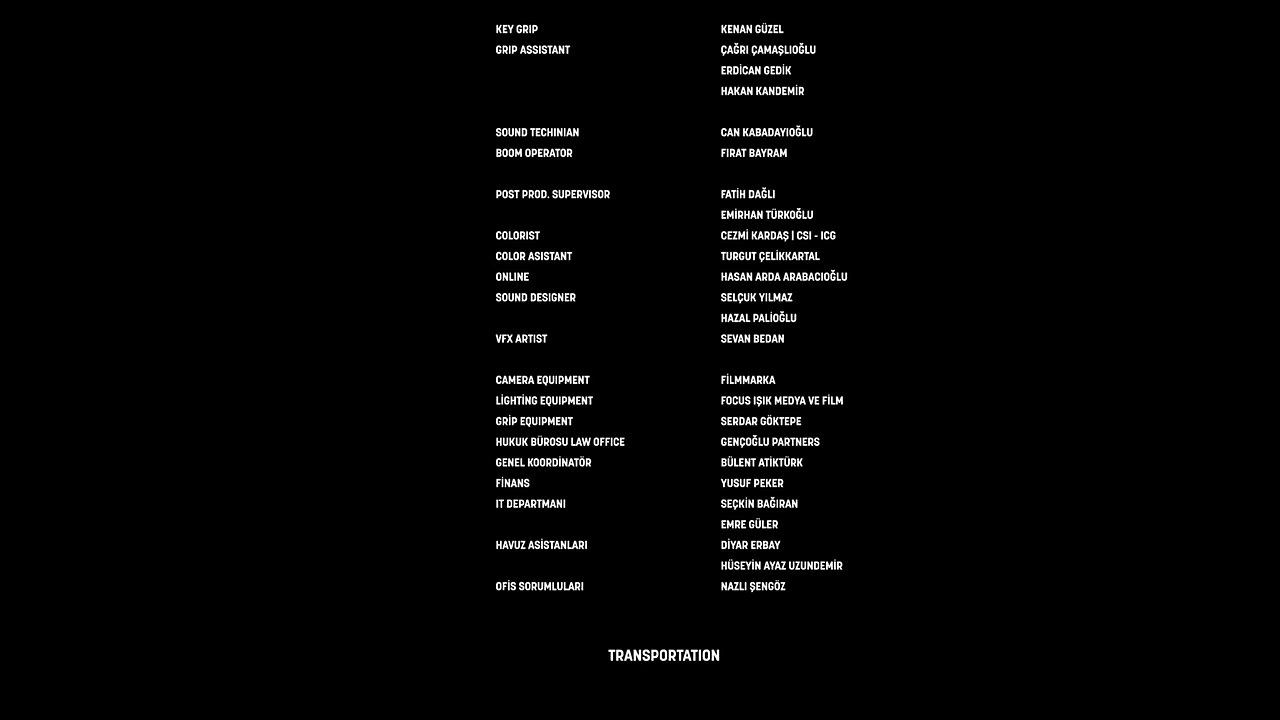 KEY GRIP KENAN GÜZEL
GRIP ASSISTANT ÇAĞRI ÇAMAŞLIOĞLU
ERDİCAN GEDİK
HAKAN KANDEMİR
SOUND TECHINIAN CAN KABADAYIOĞLU
BOOM OPERATOR FIRAT BAYRAM
POST PROD. SUPERVISOR FATİH DAĞLI
EMİRHAN TÜRKOĞLU
COLORIST CEZMİ KARDAŞ | CSI - ICG
COLOR ASISTANT TURGUT ÇELİKKARTAL
ONLINE HASAN ARDA ARABACIOĞLU
SOUND DESIGNER SELÇUK YILMAZ
HAZAL PALİOĞLU
VFX ARTIST SEVAN BEDAN
CAMERA EQUIPMENT FİLMMARKA
LİGHTİNG EQUIPMENT FOCUS IŞIK MEDYA VE FİLM
GRİP EQUIPMENT SERDAR GÖKTEPE
HUKUK BÜROSU LAW OFFICE GENÇOĞLU PARTNERS
GENEL KOORDİNATÖR BÜLENT ATİKTÜRK
FİNANS YUSUF PEKER
IT DEPARTMANI SEÇKİN BAĞIRAN
EMRE GÜLER
HAVUZ ASİSTANLARI DİYAR ERBAY
HÜSEYİN AYAZ UZUNDEMİR
OFİS SORUMLULARI NAZLI ŞENGÖZ
TRANSPORTATION